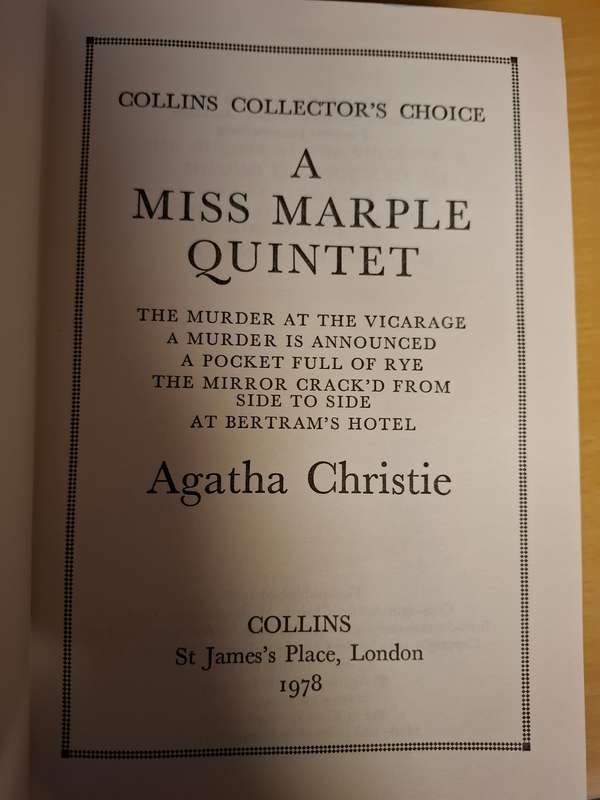 COLLINS COLLECTOR'S CHOICE
A
MISS MARPLE
QUINTET
THE MURDER AT THE VICARAGE
A MURDER IS ANNOUNCED
A POCKET FULL OF RYE
THE MIRROR CRACK'D FROM
SIDE TO SIDE
AT BERTRAM'S HOTEL
Agatha Christie
COLLINS
St James's Place, London
1978